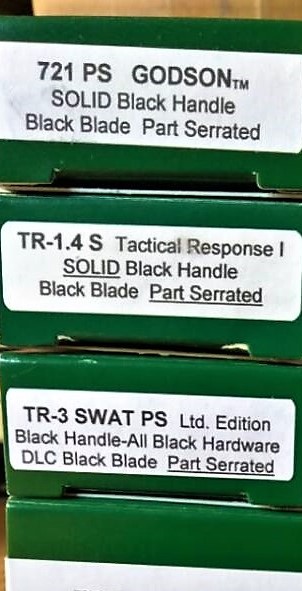 721 PS GODSON™
SOLID Black Handle
Black Blade Part Serrated
TR-1.4 S Tactical Response I
SOLID Black Handle
Black Blade Part Serrated
TR-3 SWAT PS Ltd. Edition
Black Handle-All Black Hardware
DLC Black Blade Part Serrated